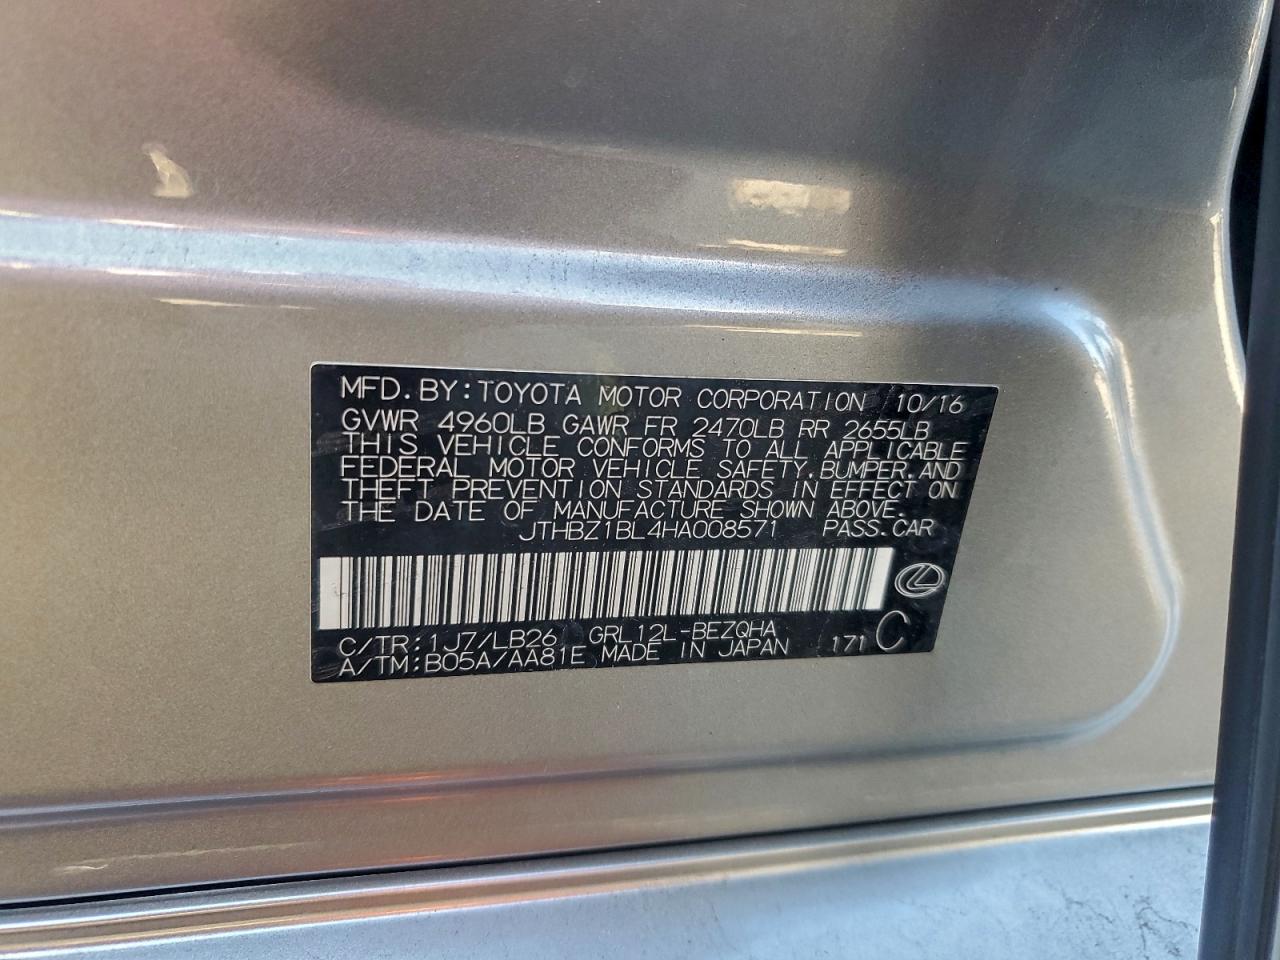 MFD.BY:TOYOTA MOTOR CORPORATION 10/16
GVWR 4960LB GAWR FR 2470LB RR 2655LB
THIS VEHICLE CONFORMS TO ALL APPLICABLE
FEDERAL MOTOR VEHICLE SAFETY,BUMPER,AND
THEFT PREVENTION STANDARDS IN EFFECT ON
THE DATE OF MANUFACTURE SHOWN ABOVE.
JTHBZ1BL4HA008571 PASS.CAR
C/TR:1J7/LB26 GRL12L-BEZQHA
A/TM:B05A/AA81E MADE IN JAPAN 171 C